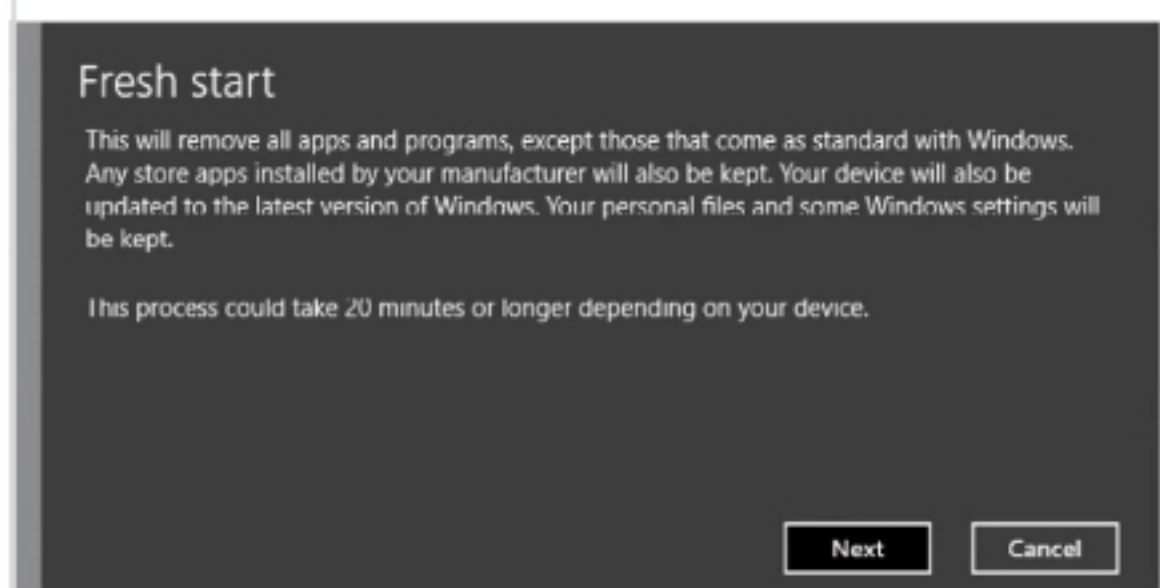 Fresh start
This will remove all apps and programs, except those that come as standard with Windows.
Any store apps installed by your manufacturer will also be kept. Your device will also be
updated to the latest version of Windows. Your personal files and some Windows settings will
be kept.
This process could take 20 minutes or longer depending on your device.
Next
Cancel